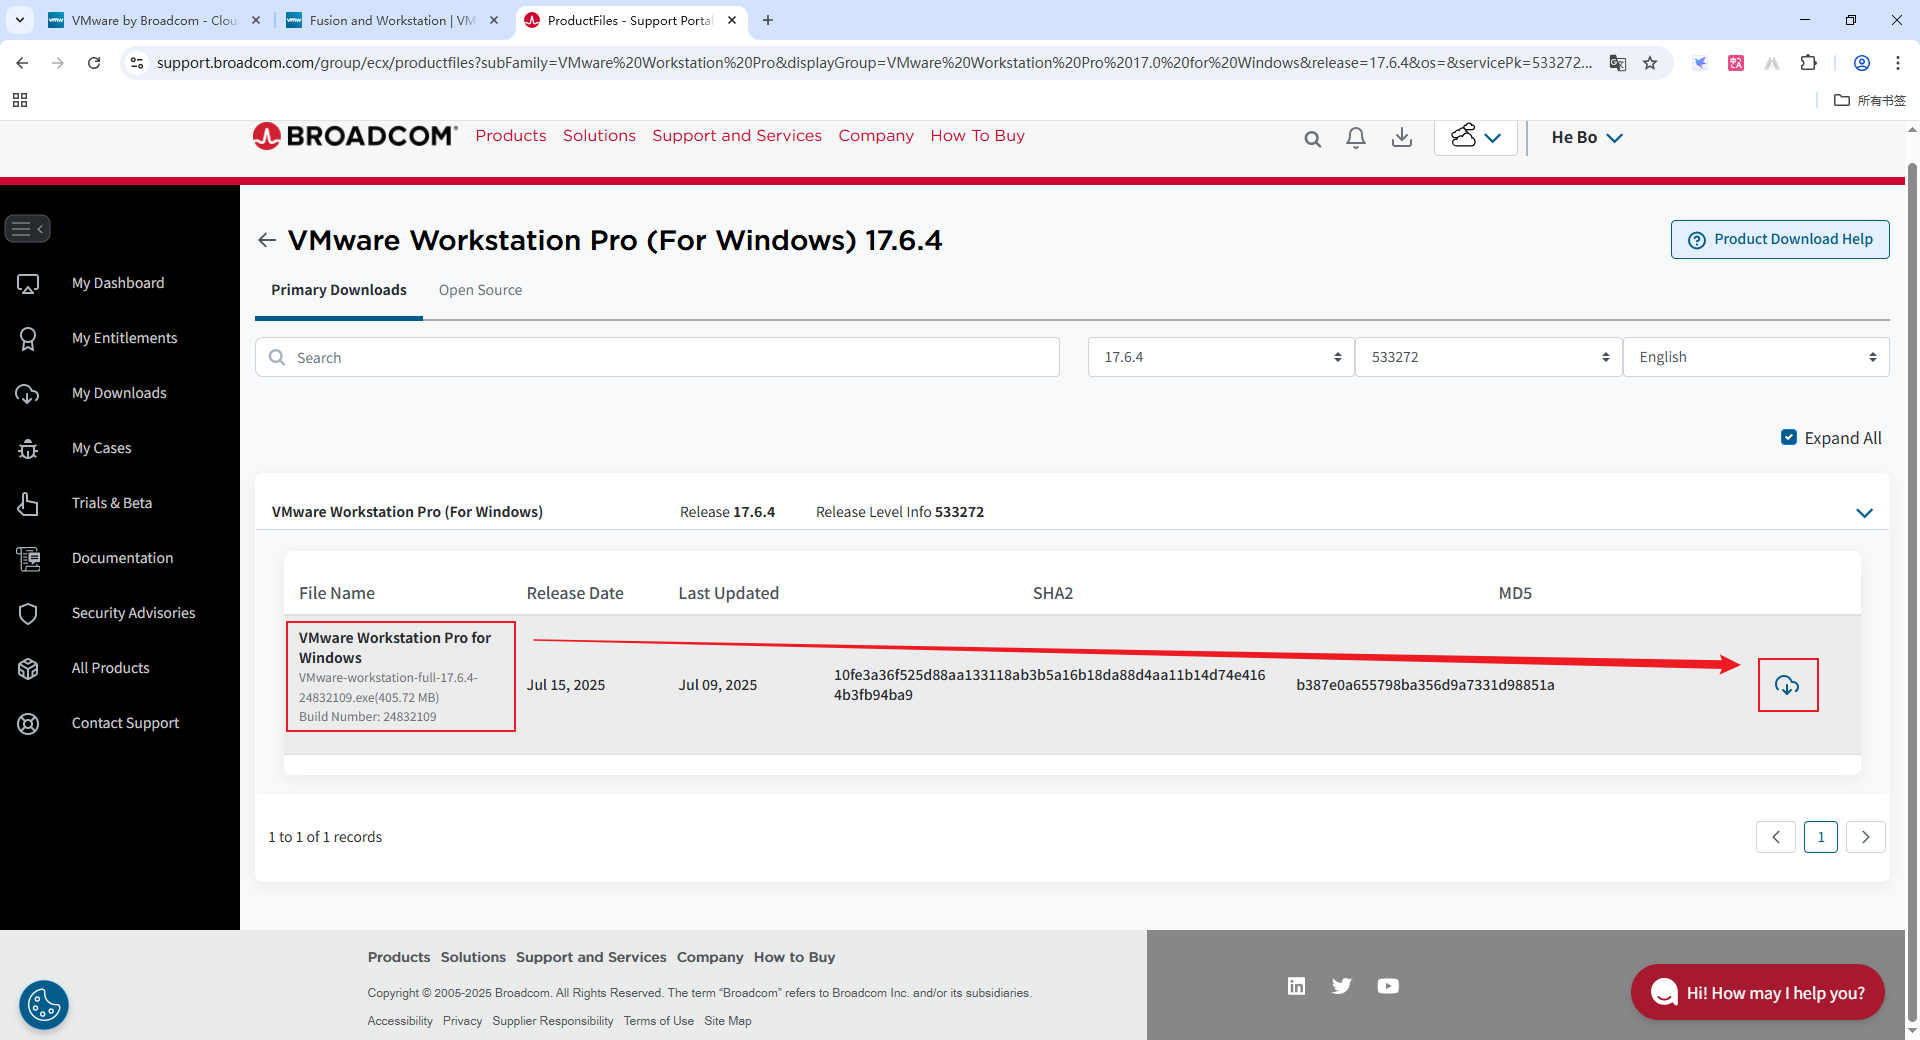 VMware by Broadcom - Clou
Fusion and Workstation | VM
ProductFiles - Support Portal
support.broadcom.com/group/ecx/productfiles?subFamily=VMware%20Workstation%20Pro&displayGroup=VMware%20Workstation%20Pro%2017.0%20for%20Windows&release=17.6.4&os=&servicePk=533272...
所有书签
BROADCOM
Products
Solutions
Support and Services
Company
How To Buy
He Bo
VMware Workstation Pro (For Windows) 17.6.4
Product Download Help
My Dashboard
My Entitlements
My Downloads
My Cases
Trials & Beta
Documentation
Security Advisories
All Products
Contact Support
Primary Downloads
Open Source
Search
17.6.4
533272
English
Expand All
VMware Workstation Pro (For Windows)
Release 17.6.4
Release Level Info 533272
File Name
Release Date
Last Updated
SHA2
MD5
VMware Workstation Pro for
Windows
VMware-workstation-full-17.6.4-
24832109.exe(405.72 MB)
Build Number: 24832109
Jul 15, 2025
Jul 09, 2025
10fe3a36f525d88aa133118ab3b5a16b18da88d4aa11b14d74e416
4b3fb94ba9
b387e0a655798ba356d9a7331d98851a
1 to 1 of 1 records
1
Products
Solutions
Support and Services
Company
How to Buy
Copyright © 2005-2025 Broadcom. All Rights Reserved. The term “Broadcom” refers to Broadcom Inc. and/or its subsidiaries.
Accessibility
Privacy
Supplier Responsibility
Terms of Use
Site Map
Hi! How may I help you?